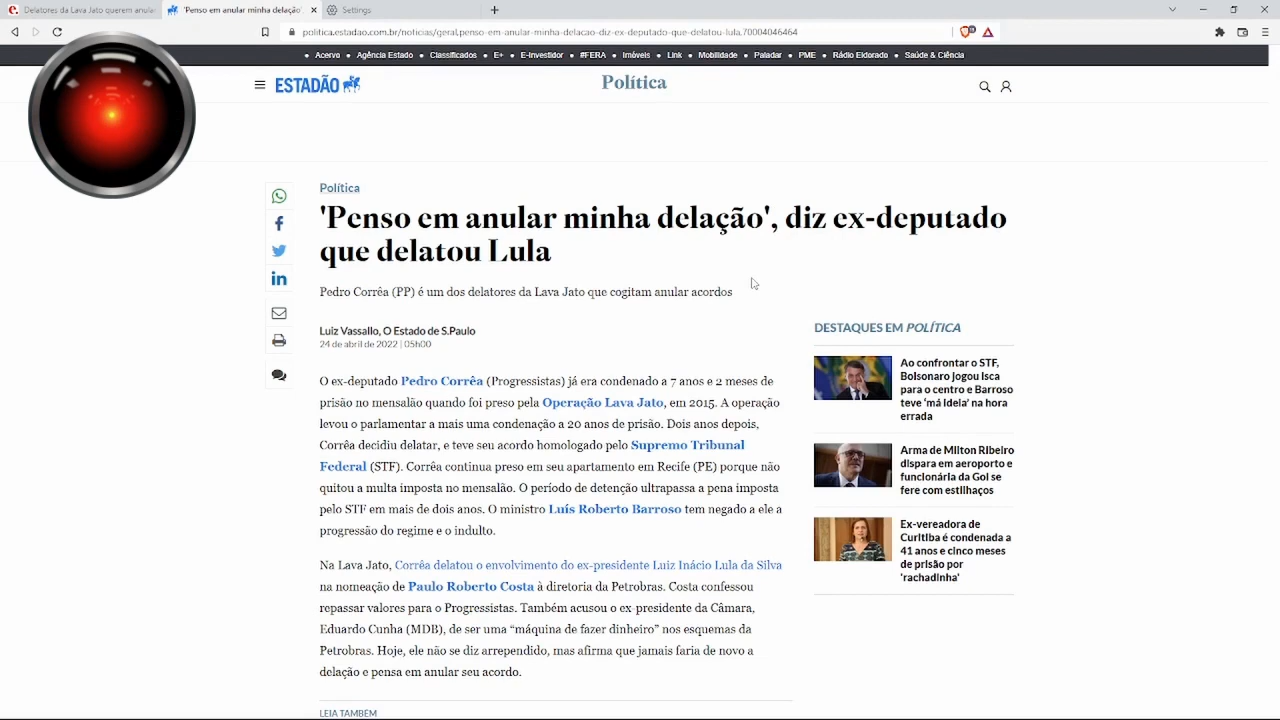 Delatores da Lava Jato querem anular
'Penso em anular minha delação'
Settings
politica.estadao.com.br/noticias/geral,penso-em-anular-minha-delacao-diz-ex-deputado-que-delatou-lula,70004046464
Acervo
Agência Estado
Classificados
E+
E-Investidor
#FERA
Imóveis
Link
Mobilidade
Paladar
PME
Rádio Eldorado
Saúde & Ciência
ESTADÃO
Política
Política
'Penso em anular minha delação', diz ex-deputado
que delatou Lula
Pedro Corrêa (PP) é um dos delatores da Lava Jato que cogitam anular acordos
Luiz Vassallo, O Estado de S.Paulo
24 de abril de 2022 | 05h00
O ex-deputado Pedro Corrêa (Progressistas) já era condenado a 7 anos e 2 meses de
prisão no mensalão quando foi preso pela Operação Lava Jato, em 2015. A operação
levou o parlamentar a mais uma condenação a 20 anos de prisão. Dois anos depois,
Corrêa decidiu delatar, e teve seu acordo homologado pelo Supremo Tribunal
Federal (STF). Corrêa continua preso em seu apartamento em Recife (PE) porque não
quitou a multa imposta no mensalão. O período de detenção ultrapassa a pena imposta
pelo STF em mais de dois anos. O ministro Luís Roberto Barroso tem negado a ele a
progressão do regime e o indulto.
Na Lava Jato, Corrêa delatou o envolvimento do ex-presidente Luiz Inácio Lula da Silva
na nomeação de Paulo Roberto Costa à diretoria da Petrobras. Costa confessou
repassar valores para o Progressistas. Também acusou o ex-presidente da Câmara,
Eduardo Cunha (MDB), de ser uma “máquina de fazer dinheiro” nos esquemas da
Petrobras. Hoje, ele não se diz arrependido, mas afirma que jamais faria de novo a
delação e pensa em anular seu acordo.
LEIA TAMBÉM
DESTAQUES EM POLÍTICA
Ao confrontar o STF,
Bolsonaro jogou isca
para o centro e Barroso
teve ‘má ideia’ na hora
errada
Arma de Milton Ribeiro
dispara em aeroporto e
funcionária da Gol se
fere com estilhaços
Ex-vereadora de
Curitiba é condenada a
41 anos e cinco meses
de prisão por
'rachadinha'